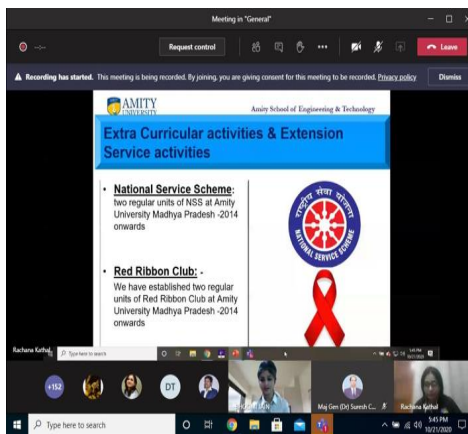 Meeting in "General"
Request control
Leave
Recording has started. This meeting is being recorded. By joining, you are giving consent for this meeting to be recorded. Privacy policy
Dismiss
AMITY
UNIVERSITY
Amity School of Engineering & Technology
Extra Curricular activities & Extension
Service activities
• National Service Scheme:
two regular units of NSS at Amity
University Madhya Pradesh -2014
onwards
राष्ट्रीय सेवा योजना
NATIONAL SERVICE SCHEME
• Red Ribbon Club: -
We have established two regular
units of Red Ribbon Club at Amity
University Madhya Pradesh -2014
onwards
Rachana Kathal
Type here to search
+152
DT
Maj Gen (Dr) Suresh C...
Rachana Kathal
Type here to search
5:45 PM
10/21/2020